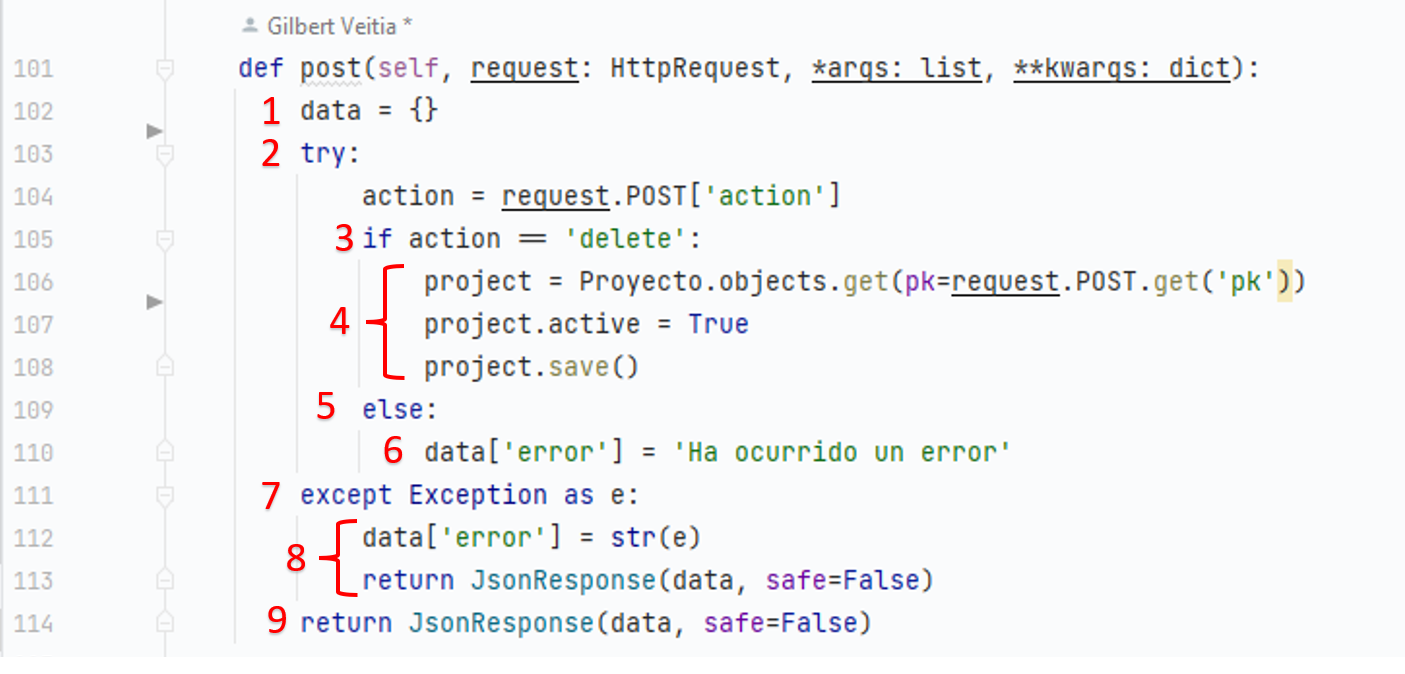 Gilbert Veitia *
101 def post(self, request: HttpRequest, *args: list, **kwargs: dict):
102 1 data = {}
103 2 try:
104 action = request.POST['action']
105 3 if action == 'delete':
106 project = Proyecto.objects.get(pk=request.POST.get('pk'))
107 4 project.active = True
108 project.save()
109 5 else:
110 6 data['error'] = 'Ha ocurrido un error'
111 7 except Exception as e:
112 8 data['error'] = str(e)
113 return JsonResponse(data, safe=False)
114 9 return JsonResponse(data, safe=False)